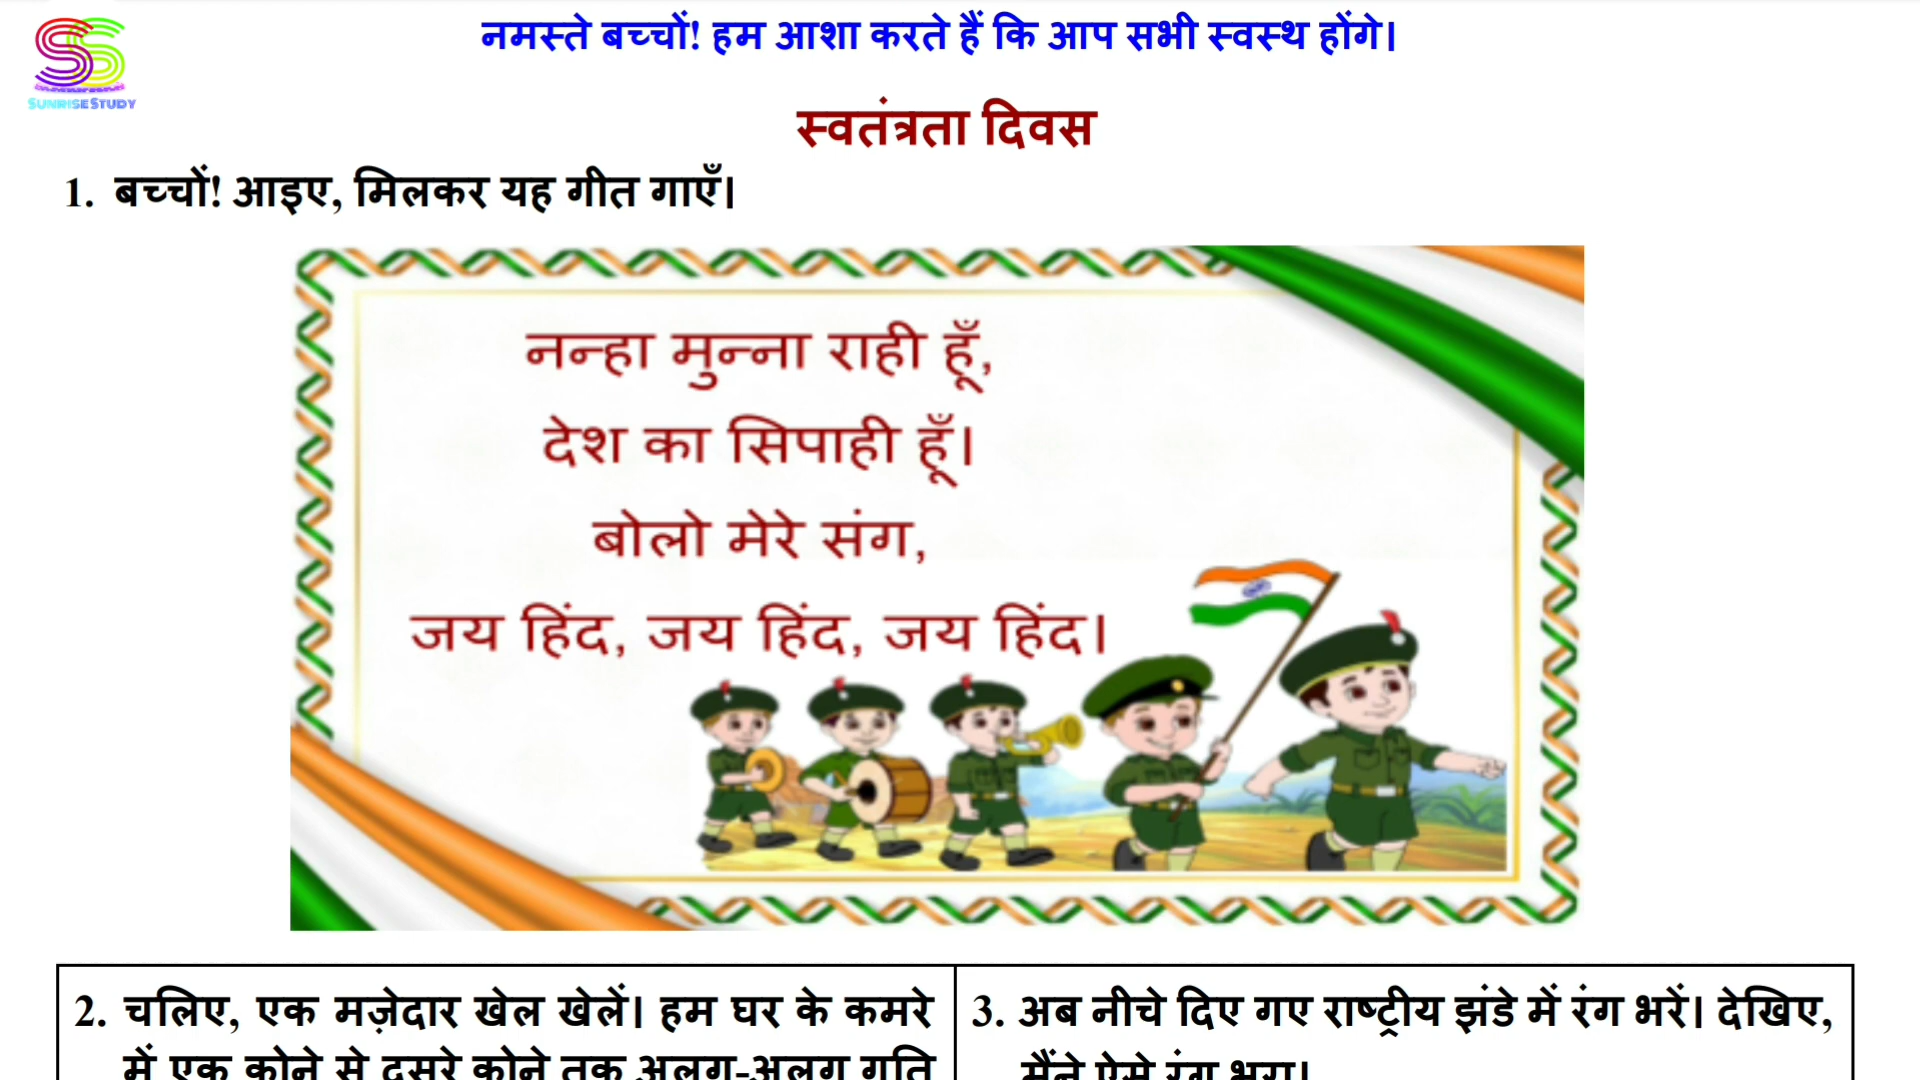 SUNRISESTUDY
नमस्ते बच्चों! हम आशा करते हैं कि आप सभी स्वस्थ होंगे।
स्वतंत्रता दिवस
1. बच्चों! आइए, मिलकर यह गीत गाएँ।
नन्हा मुन्ना राही हूँ,
देश का सिपाही हूँ।
बोलो मेरे संग,
जय हिंद, जय हिंद, जय हिंद।
2. चलिए, एक मज़ेदार खेल खेलें। हम घर के कमरे
में एक कोने से दूसरे कोने तक अलग-अलग गति
3. अब नीचे दिए गए राष्ट्रीय झंडे में रंग भरें। देखिए,
मैंने ऐसे रंग भरा।